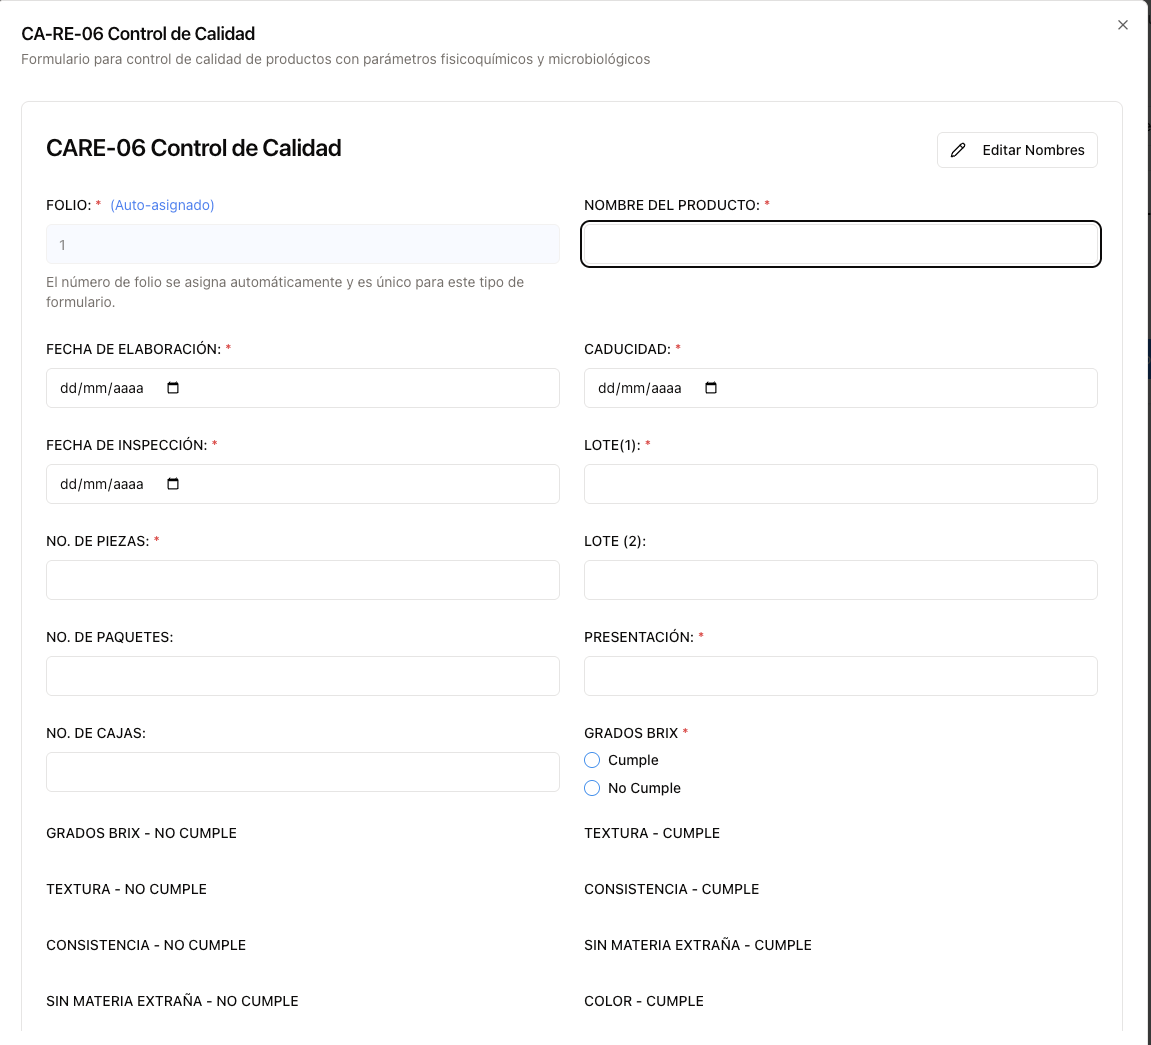 CA-RE-06 Control de Calidad
Formulario para control de calidad de productos con parámetros fisicoquímicos y microbiológicos
CARE-06 Control de Calidad
Editar Nombres
FOLIO: * (Auto-asignado)
NOMBRE DEL PRODUCTO: *
1
El número de folio se asigna automáticamente y es único para este tipo de
formulario.
FECHA DE ELABORACIÓN: *
CADUCIDAD: *
dd/mm/aaaa
dd/mm/aaaa
FECHA DE INSPECCIÓN: *
LOTE(1): *
dd/mm/aaaa
NO. DE PIEZAS: *
LOTE (2):
NO. DE PAQUETES:
PRESENTACIÓN: *
NO. DE CAJAS:
GRADOS BRIX *
Cumple
No Cumple
GRADOS BRIX - NO CUMPLE
TEXTURA - CUMPLE
TEXTURA - NO CUMPLE
CONSISTENCIA - CUMPLE
CONSISTENCIA - NO CUMPLE
SIN MATERIA EXTRAÑA - CUMPLE
SIN MATERIA EXTRAÑA - NO CUMPLE
COLOR - CUMPLE